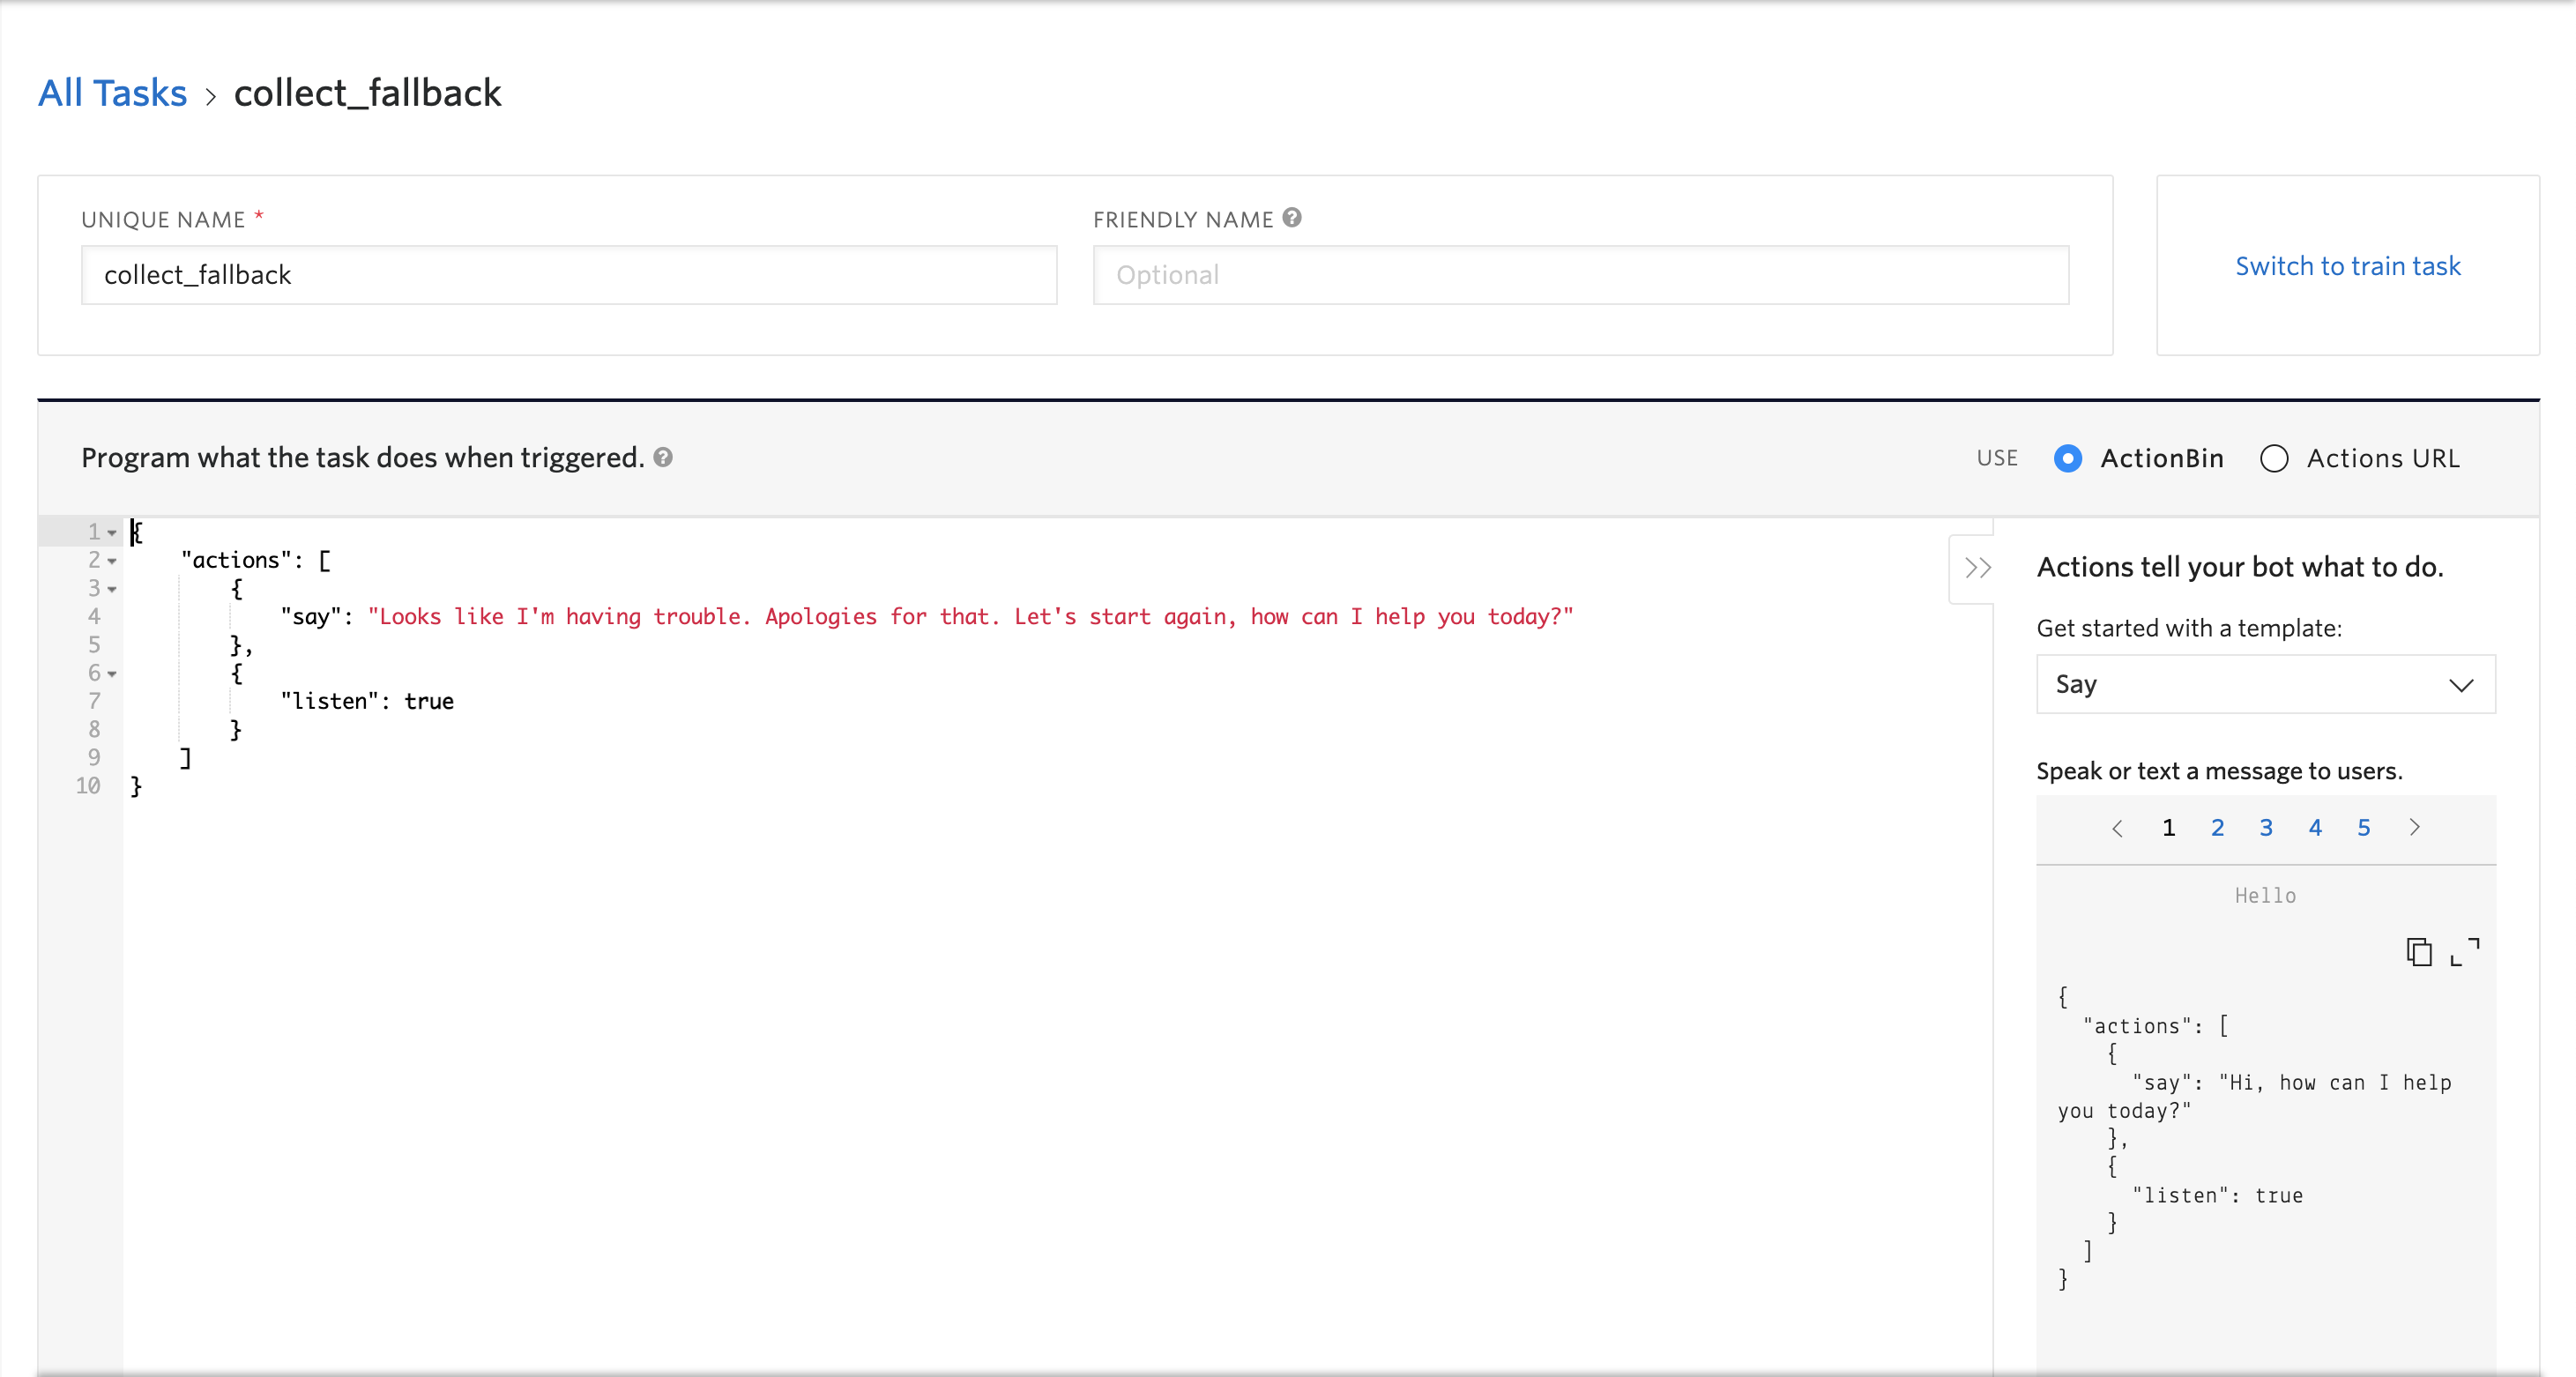 All Tasks > collect_fallback
UNIQUE NAME *
collect_fallback
FRIENDLY NAME ?
Optional
Switch to train task
Program what the task does when triggered. ?
USE ActionBin Actions URL
1 {
2 "actions": [
3 {
4 "say": "Looks like I'm having trouble. Apologies for that. Let's start again, how can I help you today?"
5 },
6 {
7 "listen": true
8 }
9 ]
10 }
Actions tell your bot what to do.
Get started with a template:
Say
Speak or text a message to users.
< 1 2 3 4 5 >
Hello
{
"actions": [
{
"say": "Hi, how can I help
you today?"
},
{
"listen": true
}
]
}